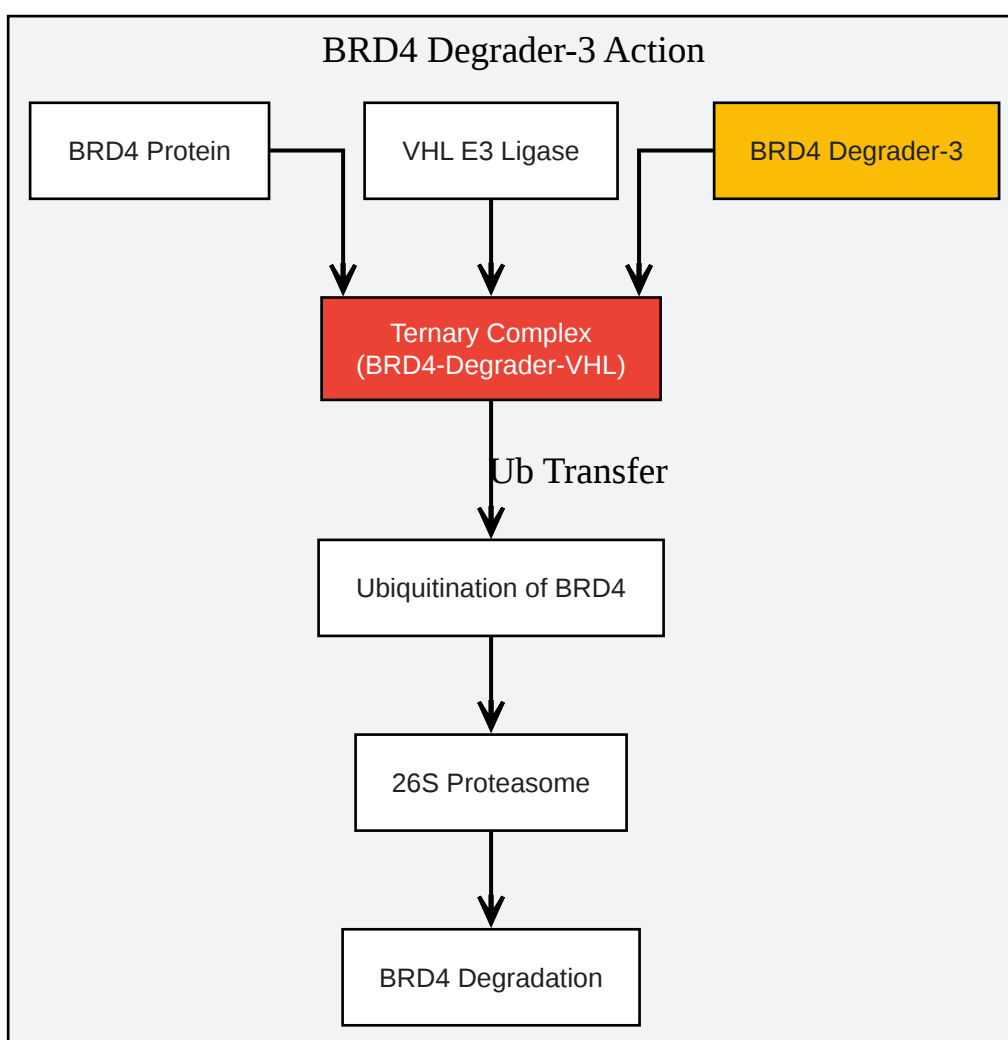 BRD4 Degrader-3 Action
BRD4 Protein
VHL E3 Ligase
BRD4 Degrader-3
Ternary Complex
(BRD4-Degrader-VHL)
Ub Transfer
Ubiquitination of BRD4
26S Proteasome
BRD4 Degradation